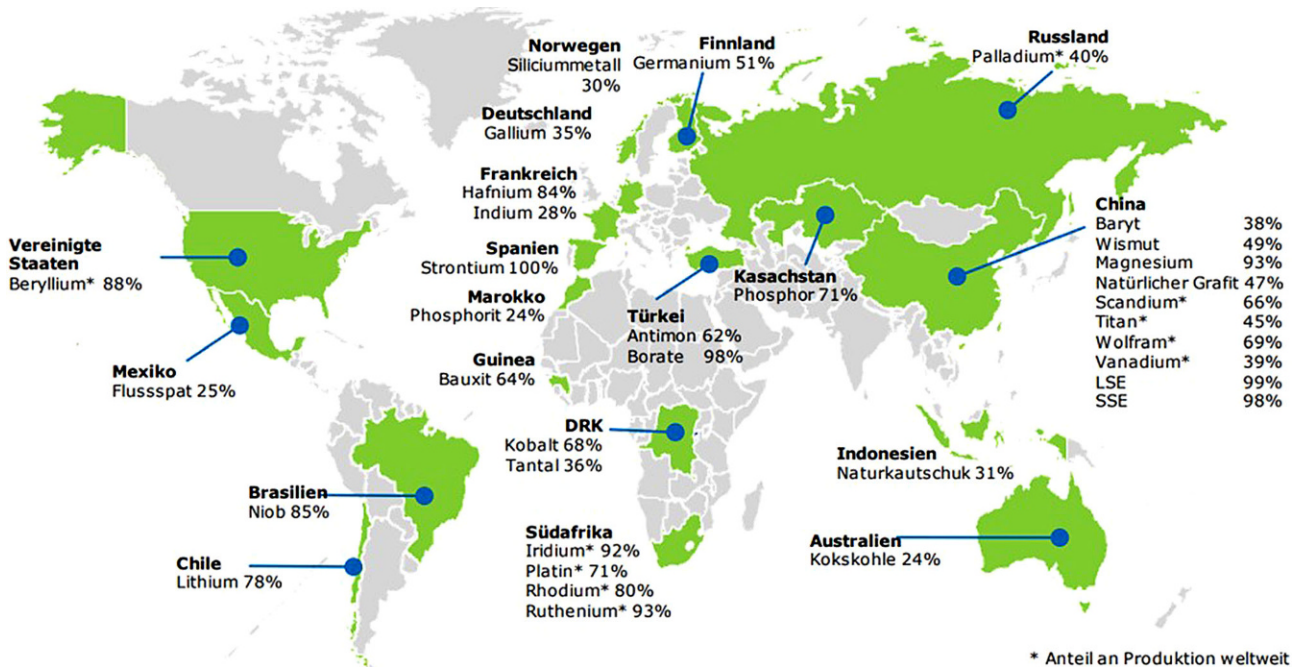 Norwegen
Siliciummetall
30%
Finnland
Germanium 51%
Russland
Palladium* 40%
Deutschland
Gallium 35%
Frankreich
Hafnium 84%
Indium 28%
Vereinigte
Staaten
Beryllium* 88%
Spanien
Strontium 100%
Marokko
Phosphorit 24%
Türkei
Antimon 62%
Borate 98%
Kasachstan
Phosphor 71%
China
Baryt 38%
Wismut 49%
Magnesium 93%
Natürlicher Grafit 47%
Scandium* 66%
Titan* 45%
Wolfram* 69%
Vanadium* 39%
LSE 99%
SSE 98%
Mexiko
Flussspat 25%
Guinea
Bauxit 64%
DRK
Kobalt 68%
Tantal 36%
Indonesien
Naturkautschuk 31%
Brasilien
Niob 85%
Chile
Lithium 78%
Südafrika
Iridium* 92%
Platin* 71%
Rhodium* 80%
Ruthenium* 93%
Australien
Kokskohle 24%
* Anteil an Produktion weltweit